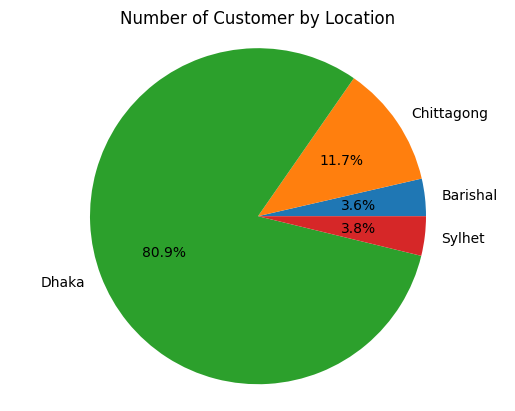 Number of Customer by Location
Chittagong
11.7%
Barishal
3.6%
3.8%
Sylhet
80.9%
Dhaka